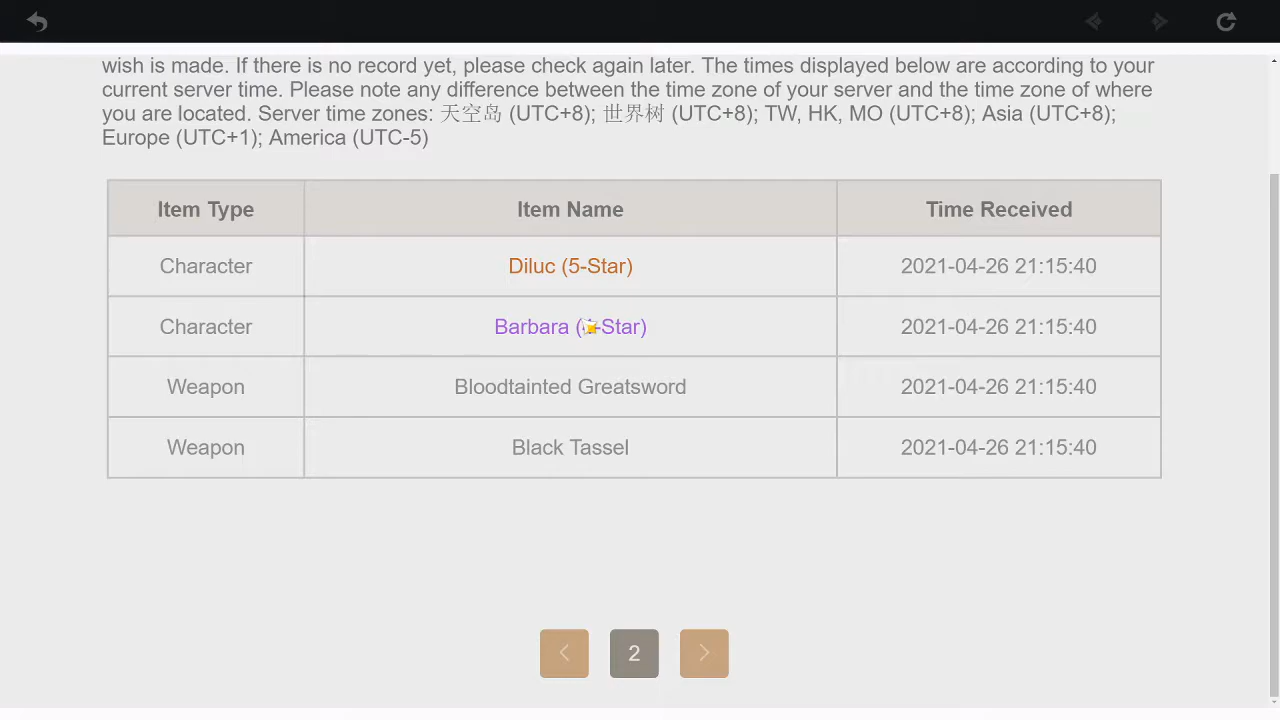 wish is made. If there is no record yet, please check again later. The times displayed below are according to your
current server time. Please note any difference between the time zone of your server and the time zone of where
you are located. Server time zones: 天空岛 (UTC+8); 世界树 (UTC+8); TW, HK, MO (UTC+8); Asia (UTC+8);
Europe (UTC+1); America (UTC-5)
Item Type Item Name Time Received
Character Diluc (5-Star) 2021-04-26 21:15:40
Character Barbara ( -Star) 2021-04-26 21:15:40
Weapon Bloodtainted Greatsword 2021-04-26 21:15:40
Weapon Black Tassel 2021-04-26 21:15:40
2